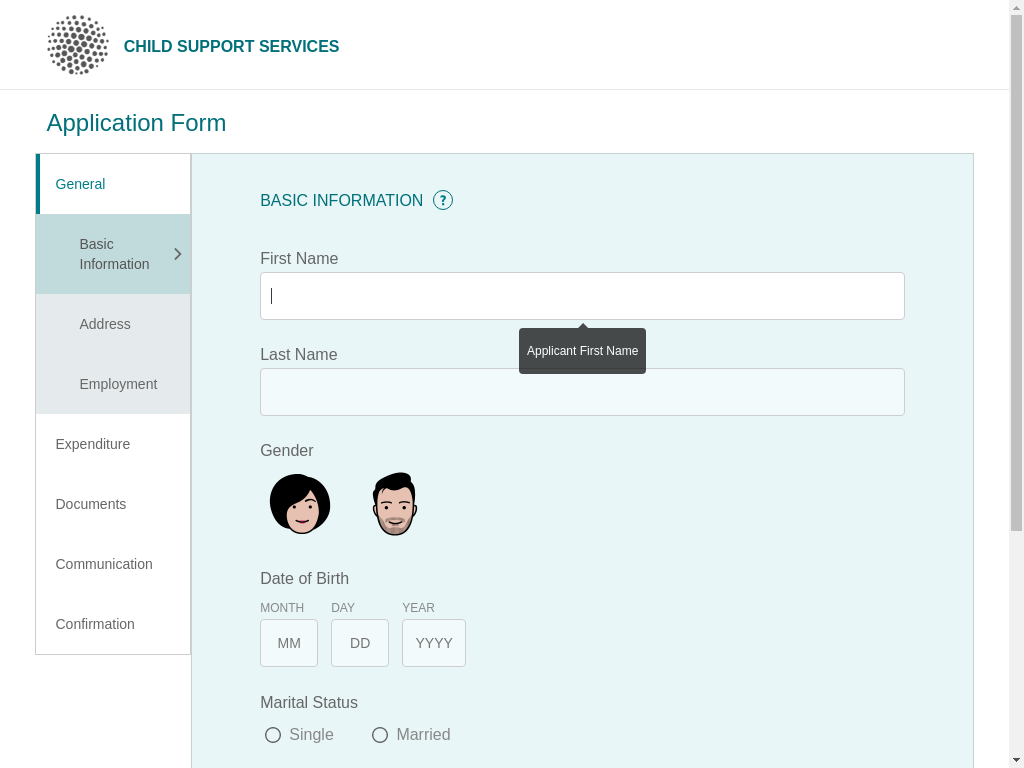 CHILD SUPPORT SERVICES
Application Form
General
Basic
Information
Address
Employment
Expenditure
Documents
Communication
Confirmation
BASIC INFORMATION ?
First Name
Applicant First Name
Last Name
Gender
Date of Birth
MONTH DAY YEAR
MM DD YYYY
Marital Status
Single Married